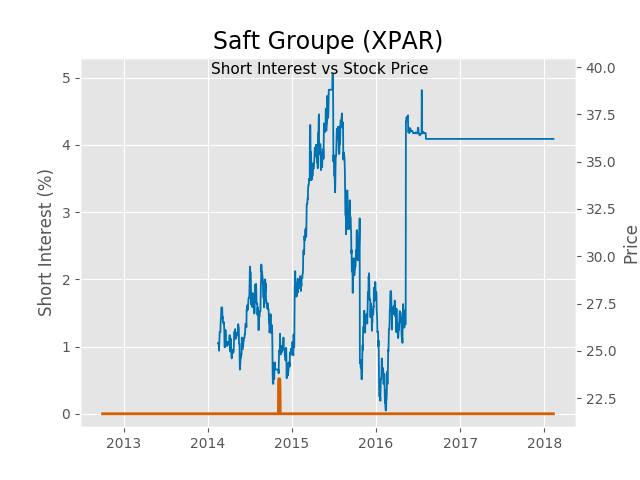 Saft Groupe (XPAR)
Short Interest vs Stock Price
Short Interest (%)
5
4
3
2
1
0
40.0
37.5
35.0
32.5
30.0
27.5
25.0
22.5
Price
2013 2014 2015 2016 2017 2018